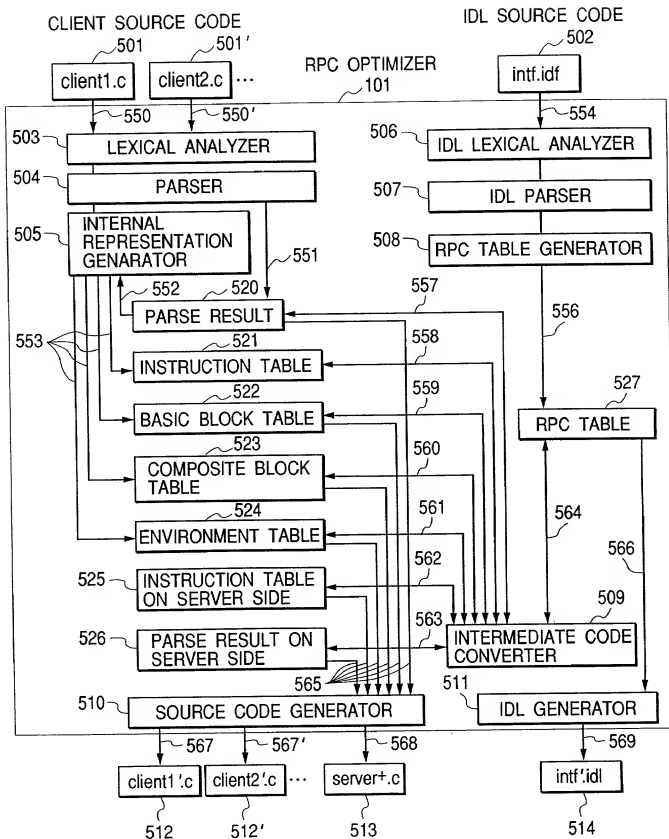 CLIENT SOURCE CODE
IDL SOURCE CODE
501
501'
502
client1.c
client2.c
...
RPC OPTIMIZER
101
intf.idf
550
550'
554
503
LEXICAL ANALYZER
506
IDL LEXICAL ANALYZER
504
PARSER
507
IDL PARSER
505
INTERNAL
REPRESENTATION
GENARATOR
508
RPC TABLE GENERATOR
551
552
520
557
PARSE RESULT
556
553
521
558
INSTRUCTION TABLE
522
559
527
BASIC BLOCK TABLE
RPC TABLE
523
560
COMPOSITE BLOCK
TABLE
524
561
564
ENVIRONMENT TABLE
566
525
562
INSTRUCTION TABLE
ON SERVER SIDE
509
526
563
PARSE RESULT ON
SERVER SIDE
INTERMEDIATE CODE
CONVERTER
565
510
511
SOURCE CODE GENERATOR
IDL GENERATOR
567
567'
568
569
client1'.c
client2'.c
...
server+.c
intf'.idl
512
512'
513
514